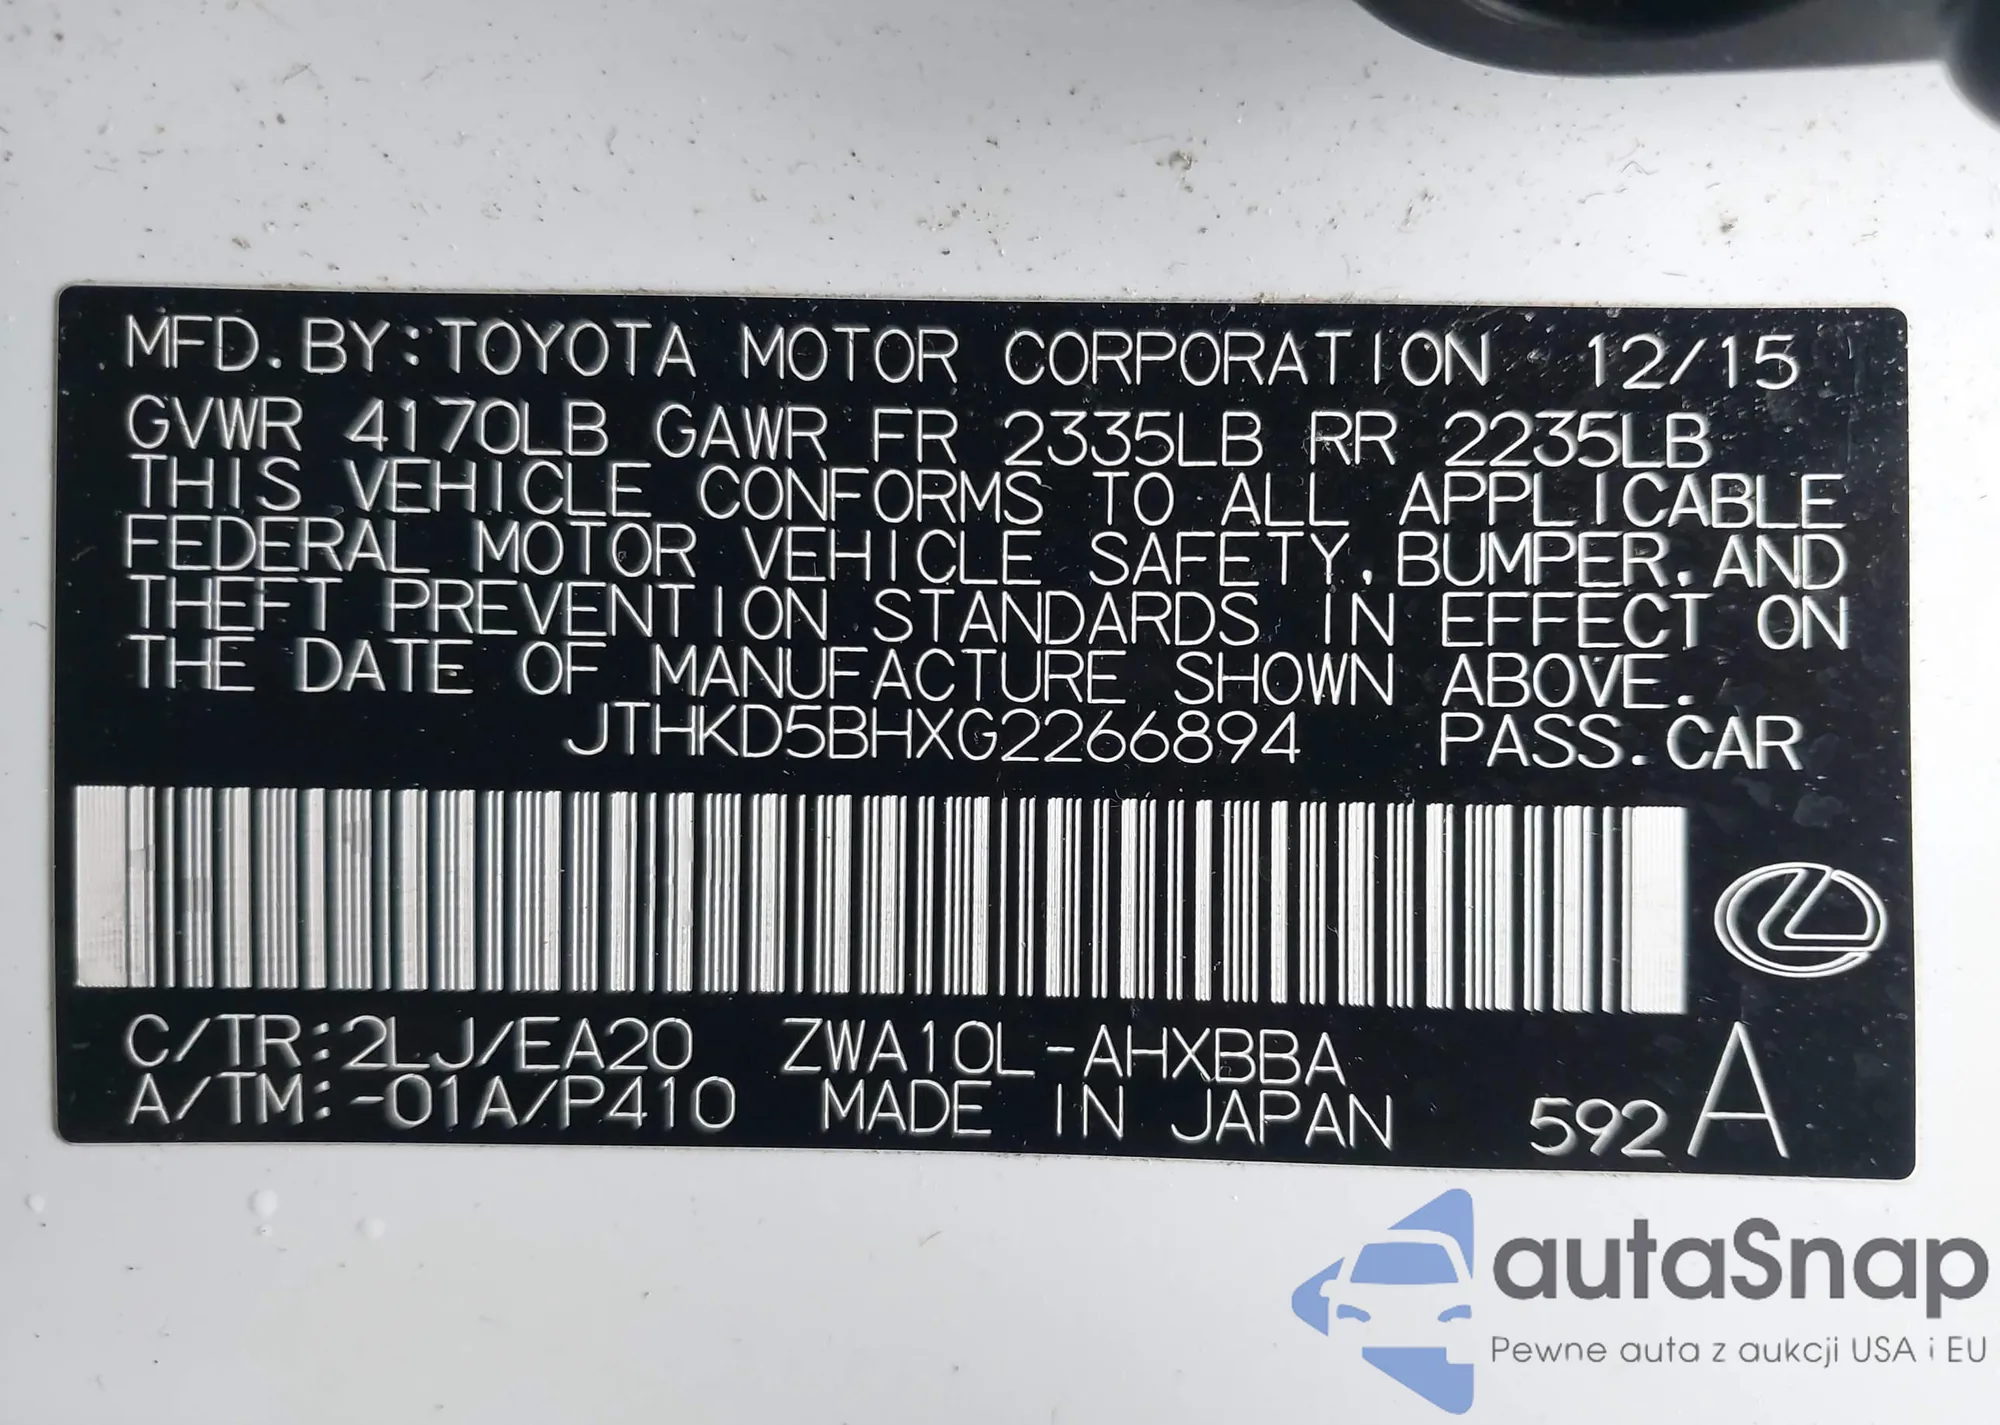 MFD. BY: TOYOTA MOTOR CORPORATION 12/15
GVWR 4170LB GAWR FR 2335LB RR 2235LB
THIS VEHICLE CONFORMS TO ALL APPLICABLE
FEDERAL MOTOR VEHICLE SAFETY, BUMPER, AND
THEFT PREVENTION STANDARDS IN EFFECT ON
THE DATE OF MANUFACTURE SHOWN ABOVE.
JTHKD5BHXG2266894 PASS. CAR
C/TR: 2LJ/EA20 ZWA10L-AHXBBA
A/TM: -01A/P410 MADE IN JAPAN 592 A
autaSnap
Pewne auta z aukcji USA i EU